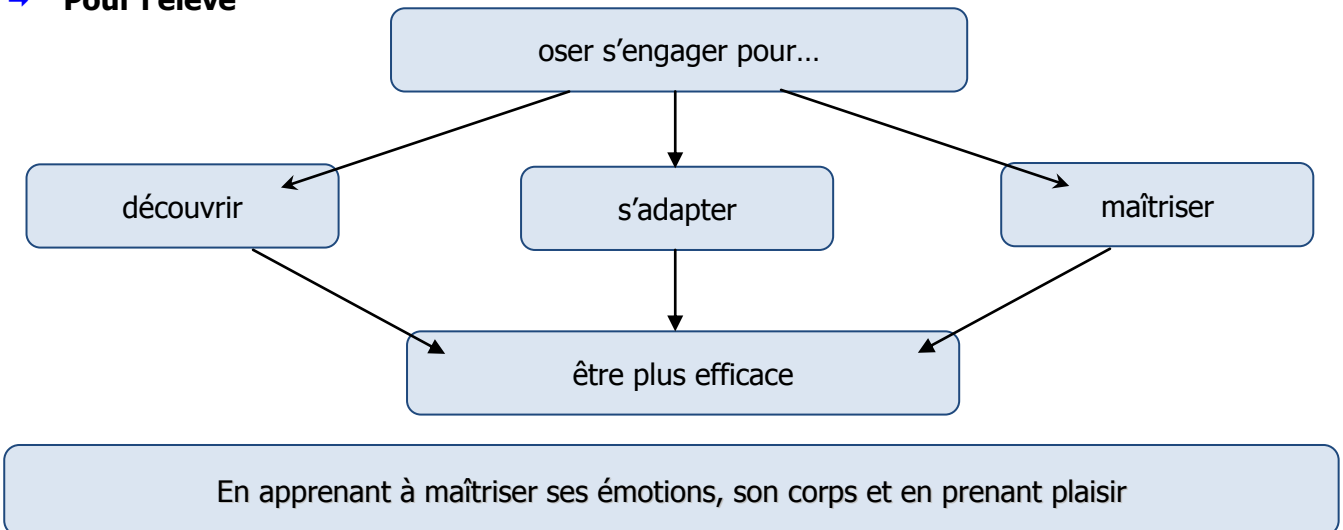 Pour l'élève
oser s’engager pour…
découvrir
s’adapter
maîtriser
être plus efficace
En apprenant à maîtriser ses émotions, son corps et en prenant plaisir